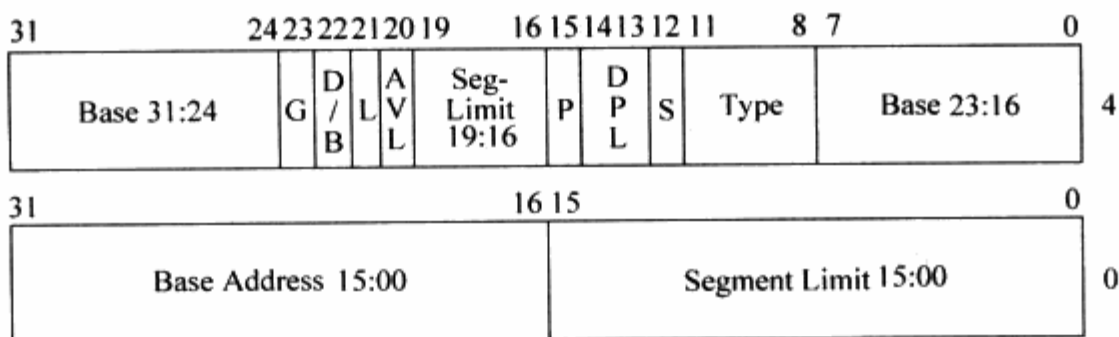 31 24 23 22 21 20 19 16 15 14 13 12 11 8 7 0
Base 31:24 G D/B L AVL Seg-Limit 19:16 P DPL S Type Base 23:16 4
31 16 15 0
Base Address 15:00 Segment Limit 15:00 0